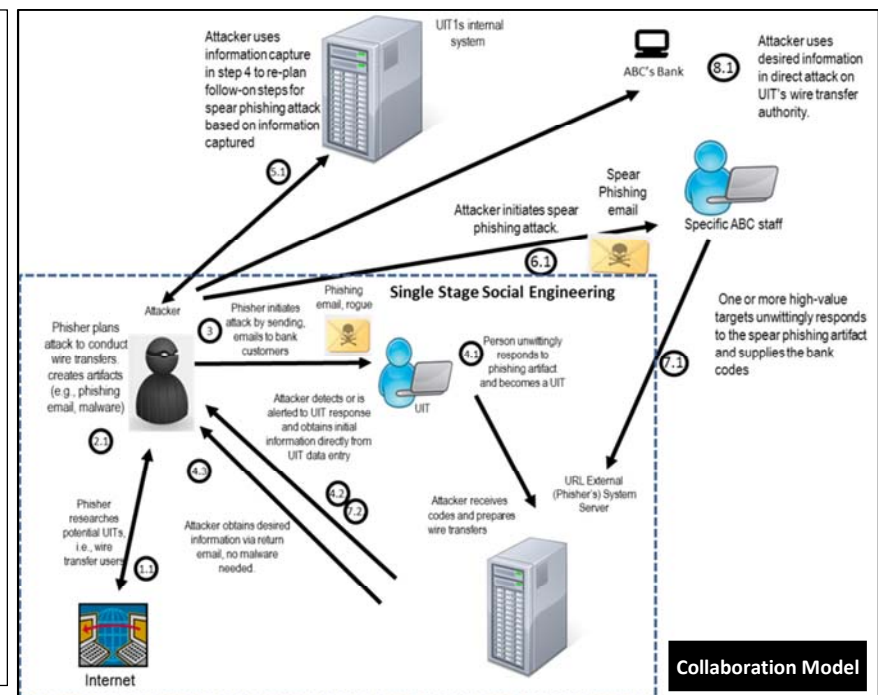 Attacker uses
information capture
in step 4 to re-plan
follow-on steps for
spear phishing attack
based on information
captured
UIT1s internal
system
ABC's Bank
8.1
Attacker uses
desired information
in direct attack on
UIT's wire transfer
authority.
5.1
Spear
Phishing
email
Attacker initiates spear
phishing attack.
6.1
Specific ABC staff
Single Stage Social Engineering
Attacker
Phisher plans
attack to conduct
wire transfers.
creates artifacts
(e.g., phishing
email, malware)
2.1
3
Phisher initiates
attack by sending,
emails to bank
customers
Phishing
email, rogue
UIT
4.1
Person unwittingly
responds to
phishing artifact
and becomes a UIT
One or more high-value
targets unwittingly responds
to the spear phishing artifact
and supplies the bank
codes
7.1
Attacker detects or is
alerted to UIT response
and obtains initial
information directly from
UIT data entry
4.3
4.2
7.2
URL External
(Phisher's) System
Server
Attacker receives
codes and prepares
wire transfers
Phisher
researches
potential UITs,
i.e., wire
transfer users
1.1
Attacker obtains desired
information via return
email, no malware
needed.
Internet
Collaboration Model